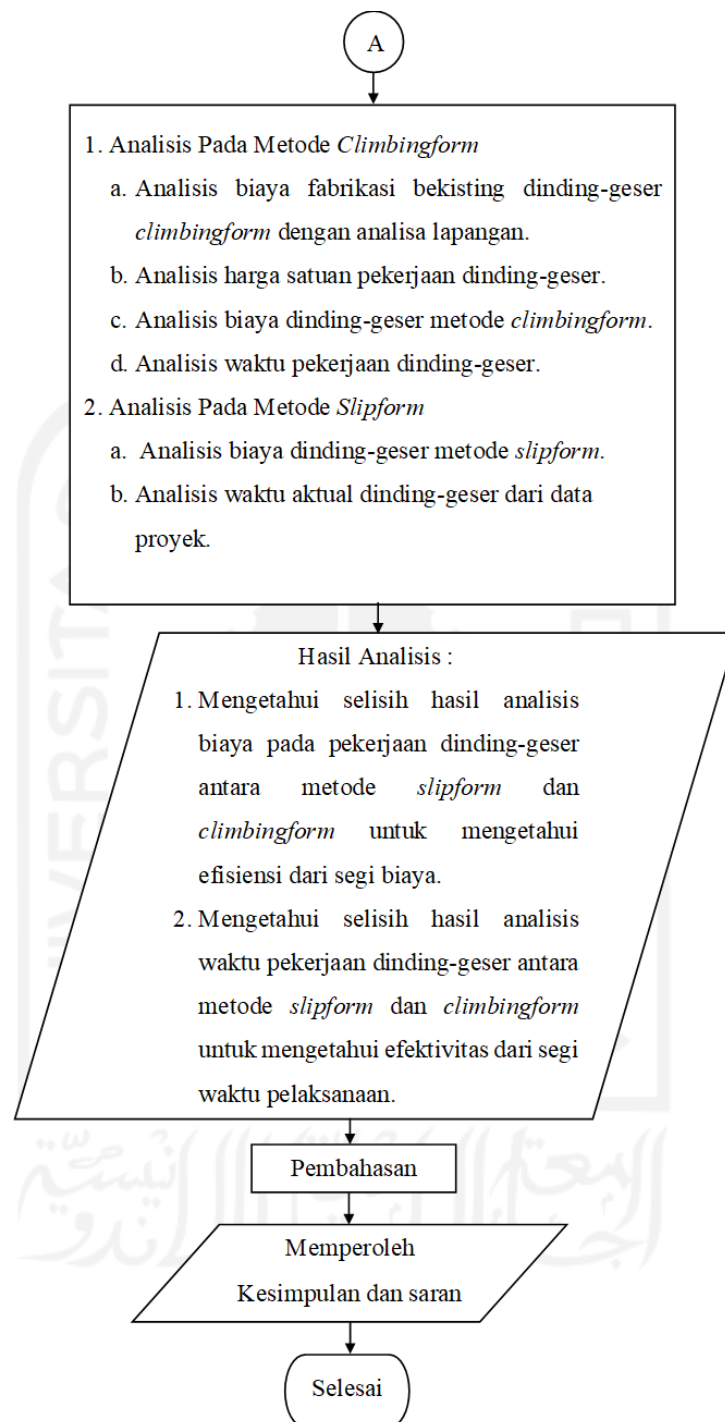 A
1. Analisis Pada Metode Climbingform
a. Analisis biaya fabrikasi bekisting dinding-geser
climbingform dengan analisa lapangan.
b. Analisis harga satuan pekerjaan dinding-geser.
c. Analisis biaya dinding-geser metode climbingform.
d. Analisis waktu pekerjaan dinding-geser.
2. Analisis Pada Metode Slipform
a. Analisis biaya dinding-geser metode slipform.
b. Analisis waktu aktual dinding-geser dari data
proyek.
Hasil Analisis :
1. Mengetahui selisih hasil analisis
biaya pada pekerjaan dinding-geser
antara metode slipform dan
climbingform untuk mengetahui
efisiensi dari segi biaya.
2. Mengetahui selisih hasil analisis
waktu pekerjaan dinding-geser antara
metode slipform dan climbingform
untuk mengetahui efektivitas dari segi
waktu pelaksanaan.
Pembahasan
Memperoleh
Kesimpulan dan saran
Selesai